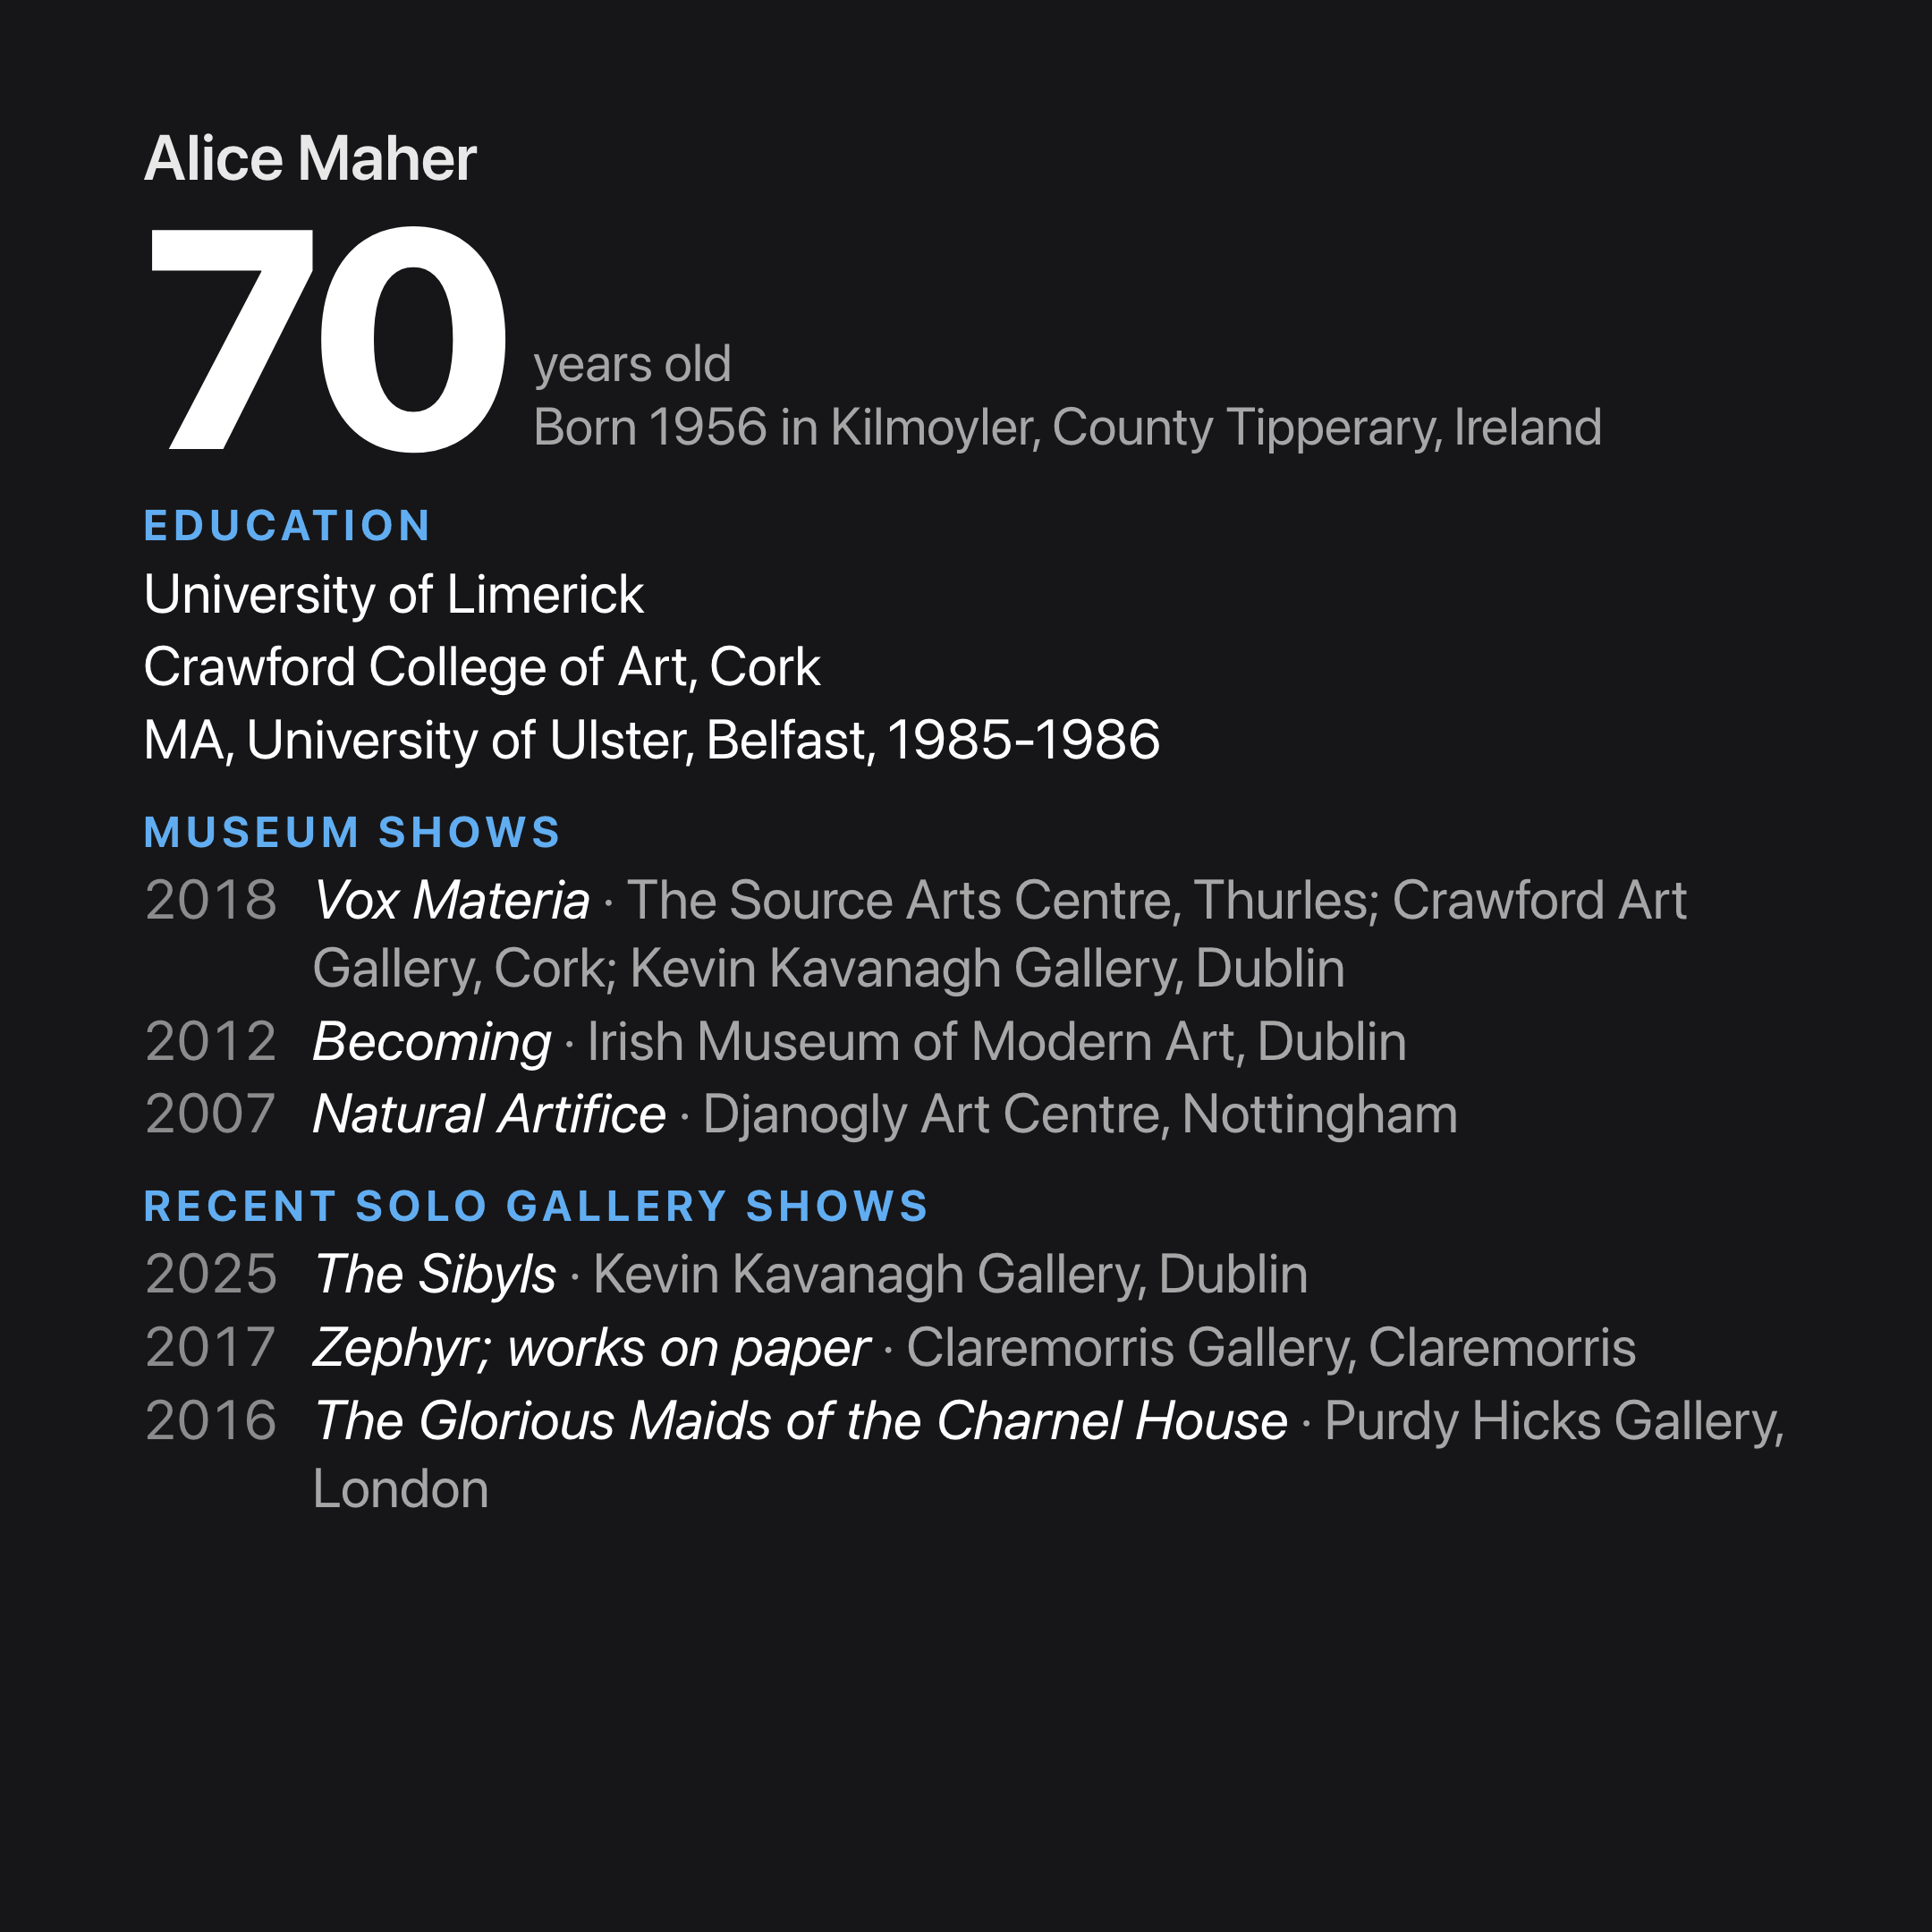 Alice Maher
70
years old
Born 1956 in Kilmoyler, County Tipperary, Ireland
EDUCATION
University of Limerick
Crawford College of Art, Cork
MA, University of Ulster, Belfast, 1985-1986
MUSEUM SHOWS
2018 Vox Materia · The Source Arts Centre, Thurles; Crawford Art
Gallery, Cork; Kevin Kavanagh Gallery, Dublin
2012 Becoming · Irish Museum of Modern Art, Dublin
2007 Natural Artifice · Djanogly Art Centre, Nottingham
RECENT SOLO GALLERY SHOWS
2025 The Sibyls · Kevin Kavanagh Gallery, Dublin
2017 Zephyr; works on paper · Claremorris Gallery, Claremorris
2016 The Glorious Maids of the Charnel House · Purdy Hicks Gallery,
London